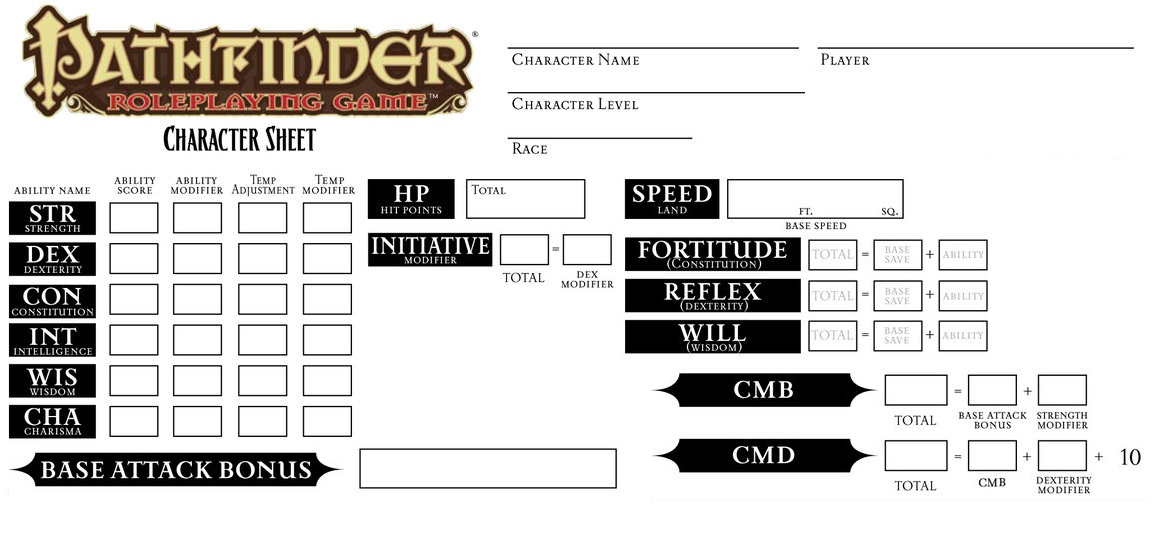 PATHFINDER®
ROLEPLAYING GAME™
CHARACTER SHEET
CHARACTER NAME
PLAYER
CHARACTER LEVEL
RACE
ABILITY NAME
ABILITY SCORE
ABILITY MODIFIER
TEMP ADJUSTMENT
TEMP MODIFIER
STR
STRENGTH
DEX
DEXTERITY
CON
CONSTITUTION
INT
INTELLIGENCE
WIS
WISDOM
CHA
CHARISMA
BASE ATTACK BONUS
HP
HIT POINTS
TOTAL
INITIATIVE
MODIFIER
=
TOTAL
DEX
MODIFIER
SPEED
LAND
FT. SQ.
BASE SPEED
FORTITUDE
(CONSTITUTION)
TOTAL = BASE SAVE + ABILITY
REFLEX
(DEXTERITY)
TOTAL = BASE SAVE + ABILITY
WILL
(WISDOM)
TOTAL = BASE SAVE + ABILITY
CMB
= +
TOTAL
BASE ATTACK
BONUS
STRENGTH
MODIFIER
CMD
= + + 10
TOTAL
CMB
DEXTERITY
MODIFIER